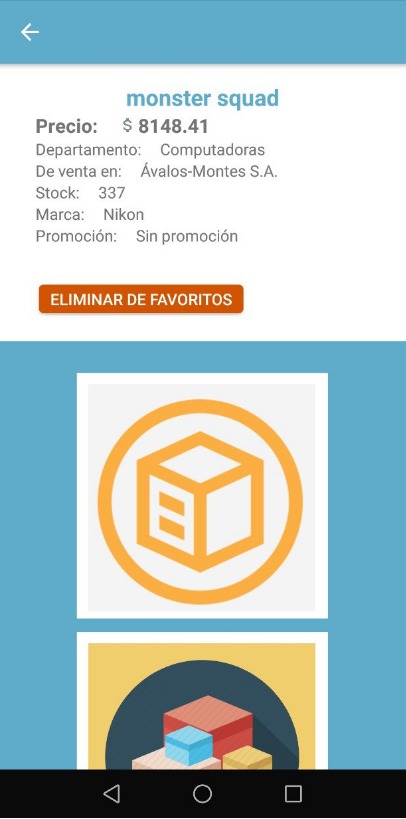 monster squad
Precio: $ 8148.41
Departamento: Computadoras
De venta en: Ávalos-Montes S.A.
Stock: 337
Marca: Nikon
Promoción: Sin promoción
ELIMINAR DE FAVORITOS